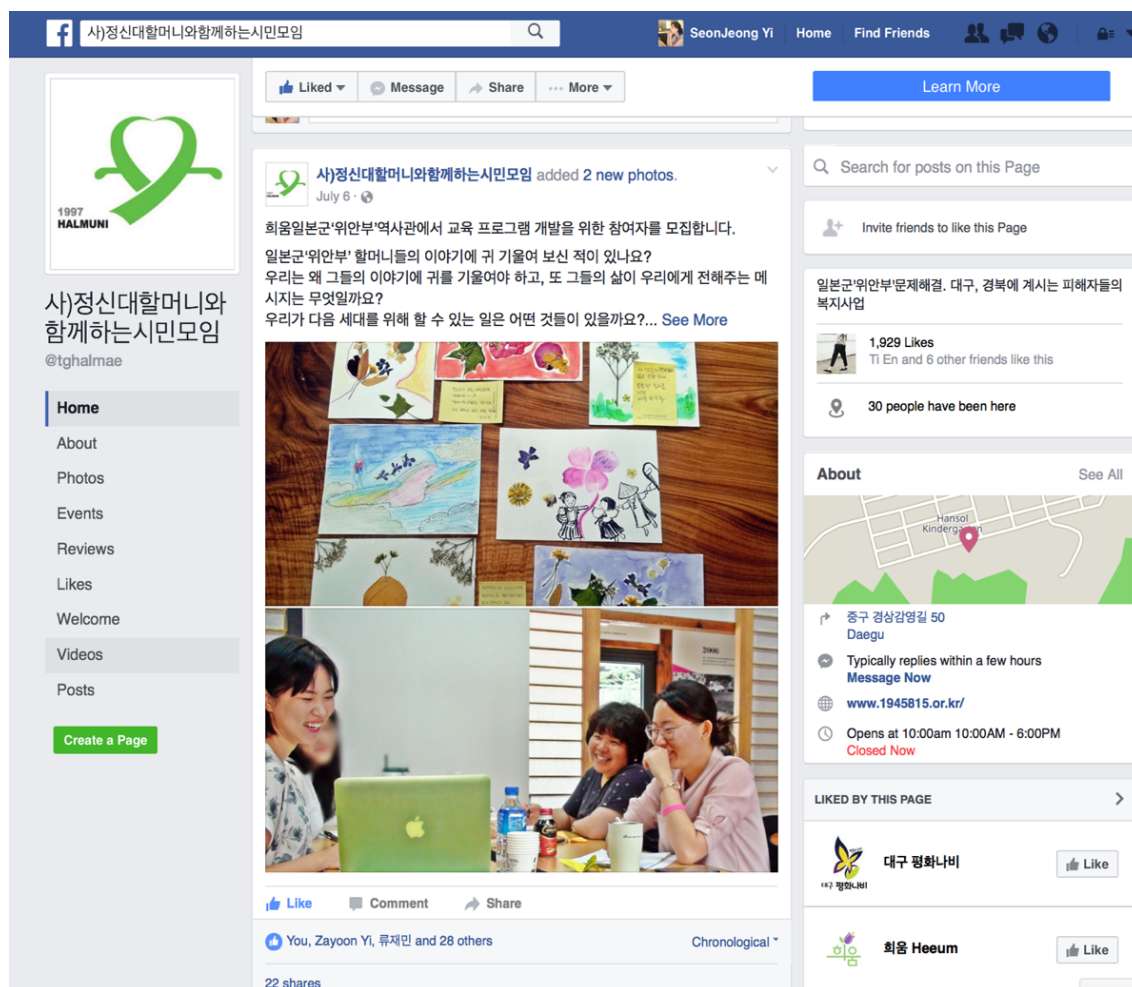 사)정신대할머니와함께하는시민모임
SeonJeong Yi
Home
Find Friends
1997
HALMUNI
사)정신대할머니와
함께하는시민모임
@tghalmae
Home
About
Photos
Events
Reviews
Likes
Welcome
Videos
Posts
Create a Page
Liked
Message
Share
More
Learn More
사)정신대할머니와함께하는시민모임 added 2 new photos.
July 6
희움일본군‘위안부’역사관에서 교육 프로그램 개발을 위한 참여자를 모집합니다.
일본군‘위안부’ 할머니들의 이야기에 귀 기울여 보신 적이 있나요?
우리는 왜 그들의 이야기에 귀를 기울여야 하고, 또 그들의 삶이 우리에게 전해주는 메
시지는 무엇일까요?
우리가 다음 세대를 위해 할 수 있는 일은 어떤 것들이 있을까요?... See More
2006
Like
Comment
Share
You, Zayoon Yi, 류재민 and 28 others
Chronological
22 shares
Search for posts on this Page
Invite friends to like this Page
일본군'위안부'문제해결. 대구, 경북에 계시는 피해자들의
복지사업
1,929 Likes
Ti En and 6 other friends like this
30 people have been here
About
See All
Hansol
Kindergarten
중구 경상감영길 50
Daegu
Typically replies within a few hours
Message Now
www.1945815.or.kr/
Opens at 10:00am 10:00AM - 6:00PM
Closed Now
LIKED BY THIS PAGE
대구 평화나비
대구 평화나비
Like
희움
희움 Heeum
Like